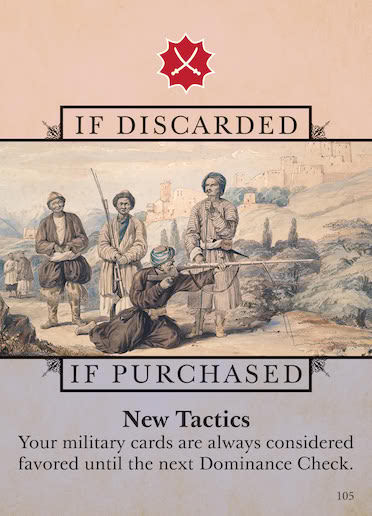 IF DISCARDED
IF PURCHASED
New Tactics
Your military cards are always considered
favored until the next Dominance Check.
105